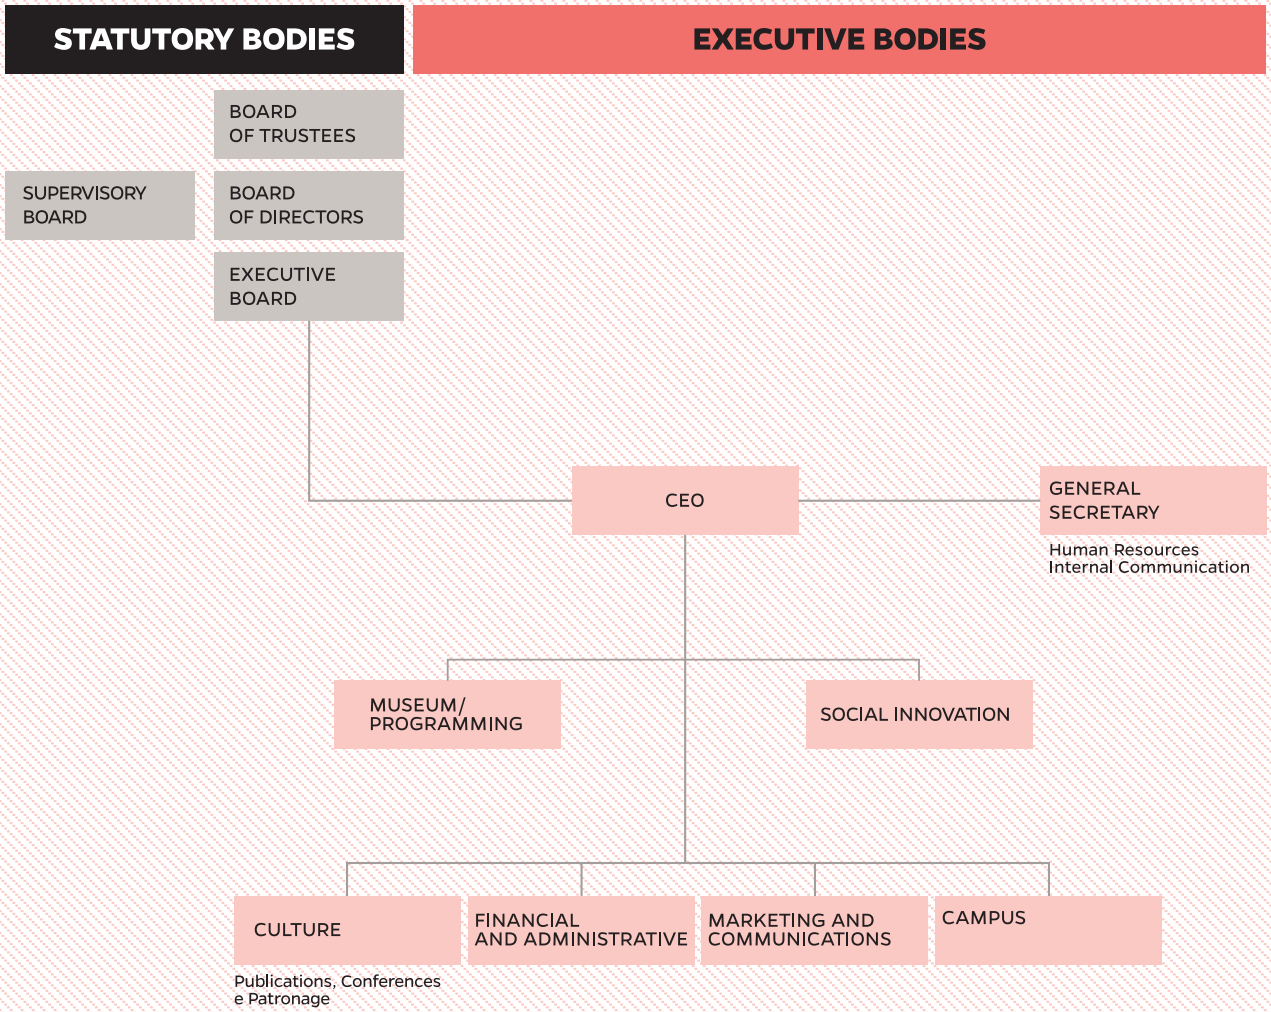 STATUTORY BODIES
EXECUTIVE BODIES
BOARD
OF TRUSTEES
SUPERVISORY
BOARD
BOARD
OF DIRECTORS
EXECUTIVE
BOARD
CEO
GENERAL
SECRETARY
Human Resources
Internal Communication
MUSEUM/
PROGRAMMING
SOCIAL INNOVATION
CULTURE
Publications, Conferences
e Patronage
FINANCIAL
AND ADMINISTRATIVE
MARKETING AND
COMMUNICATIONS
CAMPUS